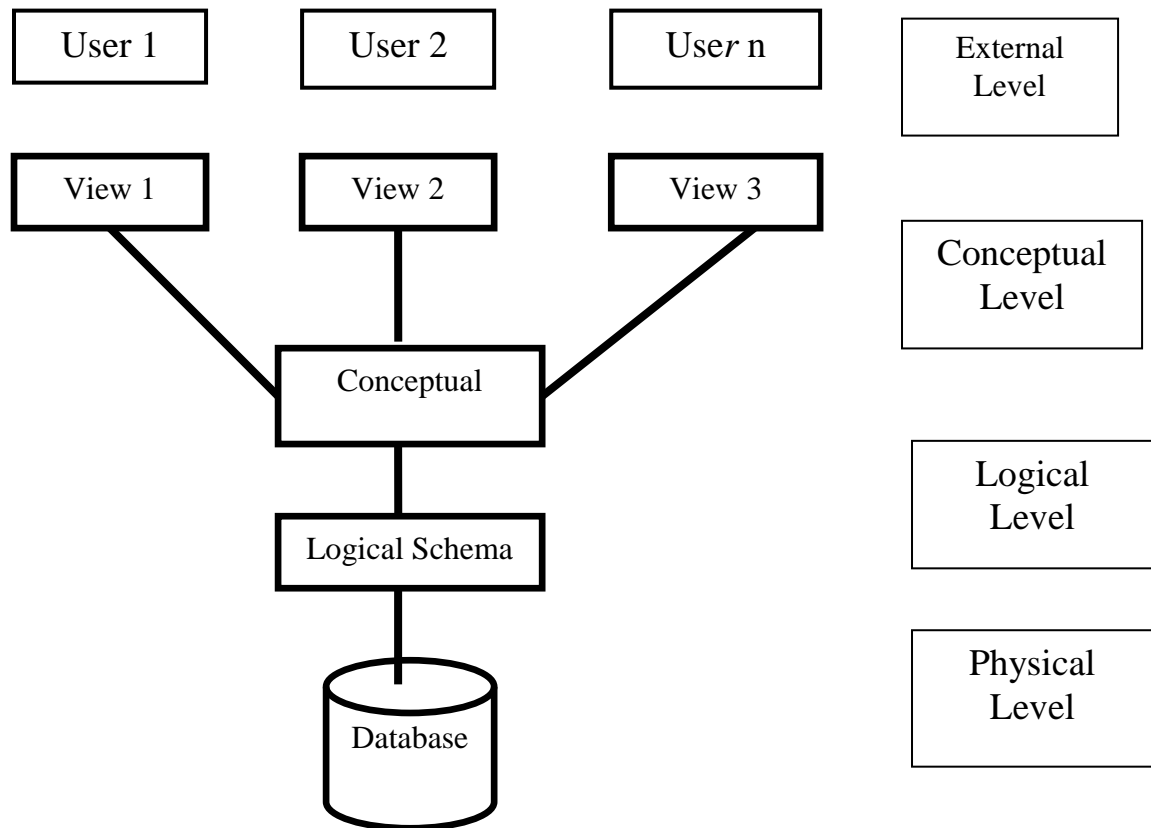 User 1
User 2
User n
External
Level
View 1
View 2
View 3
Conceptual
Level
Conceptual
Logical
Level
Logical Schema
Physical
Level
Database